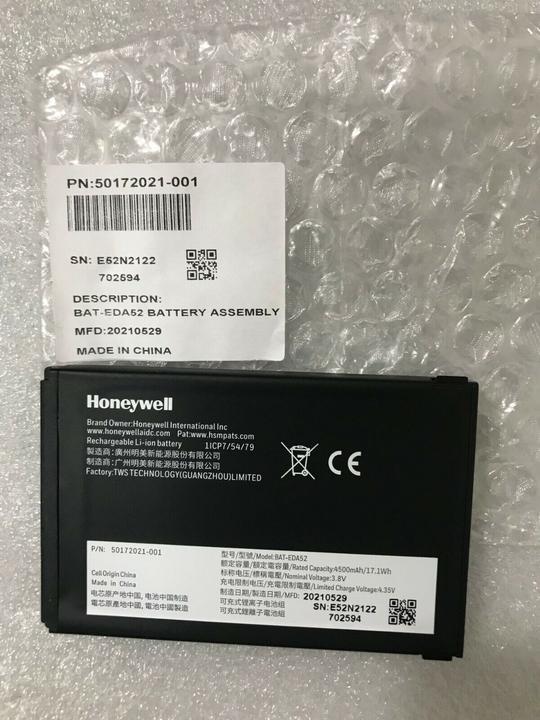 PN:50172021-001
SN: E52N2122
702594
DESCRIPTION:
BAT-EDA52 BATTERY ASSEMBLY
MFD:20210529
MADE IN CHINA
Honeywell
Brand Owner:Honeywell International Inc
www.honeywellaidc.com Pat:www.hsmpats.com
Rechargeable Li-ion battery 1ICP7/54/79
製造商：廣州明美新能源股份有限公司
制造商：广州明美新能源股份有限公司
Factory:TWS TECHNOLOGY(GUANGZHOU)LIMITED
CE
P/N: 50172021-001
Cell Origin:China
Made in China
电芯原产地中国, 电池中国制造
電芯原產地中國, 電池中國製造
型号/型號/Model:BAT-EDA52
额定容量/額定電容量/Rated Capacity:4500mAh/17.1Wh
标称电压/標稱電壓/Nominal Voltage:3.8V
充电限制电压/充電限制電壓/Limited Charge Voltage:4.35V
制造日期/製造日期/MFD: 20210529
可充式锂离子电池组 SN:E52N2122
可充式鋰離子電池組 702594